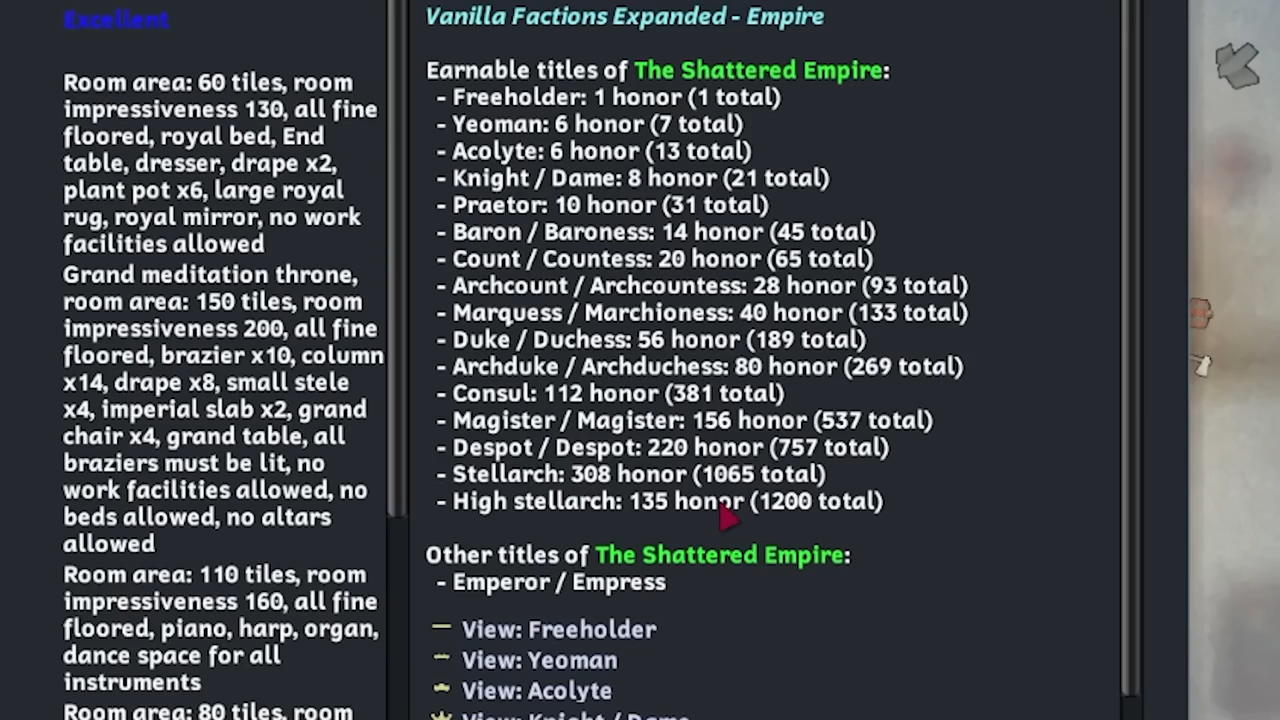 Excellent
Room area: 60 tiles, room
impressiveness 130, all fine
floored, royal bed, End
table, dresser, drape x2,
plant pot x6, large royal
rug, royal mirror, no work
facilities allowed
Grand meditation throne,
room area: 150 tiles, room
impressiveness 200, all fine
floored, brazier x10, column
x14, drape x8, small stele
x4, imperial slab x2, grand
chair x4, grand table, all
braziers must be lit, no
work facilities allowed, no
beds allowed, no altars
allowed
Room area: 110 tiles, room
impressiveness 160, all fine
floored, piano, harp, organ,
dance space for all
instruments
Room area: 80 tiles, room
Vanilla Factions Expanded - Empire
Earnable titles of The Shattered Empire:
- Freeholder: 1 honor (1 total)
- Yeoman: 6 honor (7 total)
- Acolyte: 6 honor (13 total)
- Knight / Dame: 8 honor (21 total)
- Praetor: 10 honor (31 total)
- Baron / Baroness: 14 honor (45 total)
- Count / Countess: 20 honor (65 total)
- Archcount / Archcountess: 28 honor (93 total)
- Marquess / Marchioness: 40 honor (133 total)
- Duke / Duchess: 56 honor (189 total)
- Archduke / Archduchess: 80 honor (269 total)
- Consul: 112 honor (381 total)
- Magister / Magister: 156 honor (537 total)
- Despot / Despot: 220 honor (757 total)
- Stellarch: 308 honor (1065 total)
- High stellarch: 135 honor (1200 total)
Other titles of The Shattered Empire:
- Emperor / Empress
View: Freeholder
View: Yeoman
View: Acolyte
View: Knight / Dame